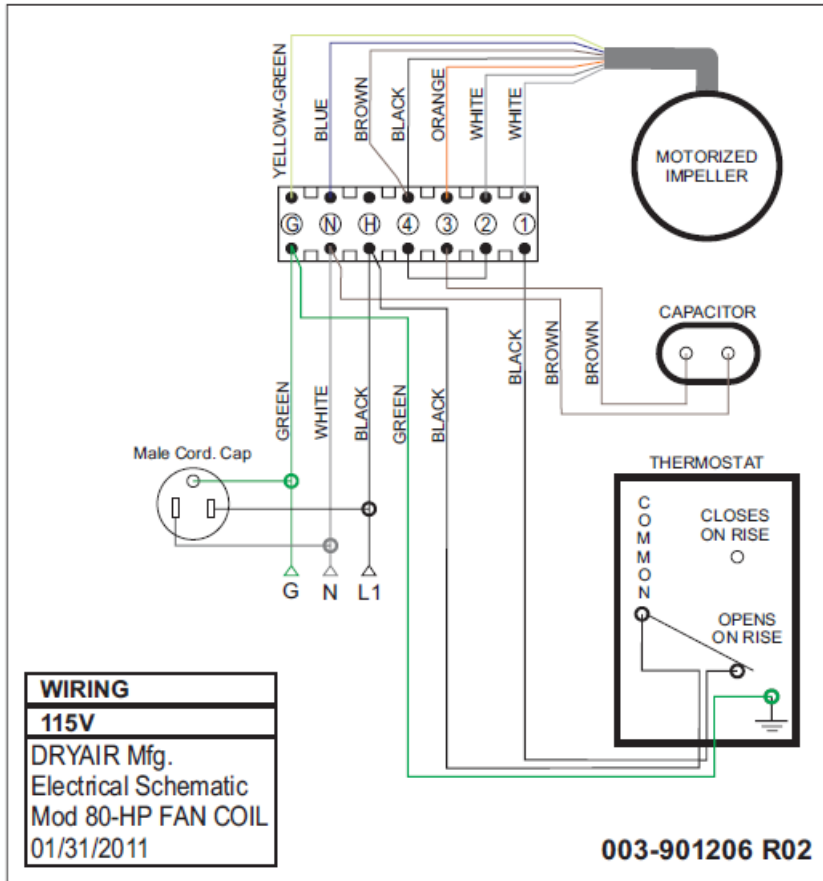 YELLOW-GREEN
BLUE
BROWN
BLACK
ORANGE
WHITE
WHITE
MOTORIZED
IMPELLER
G N H 4 3 2 1
CAPACITOR
GREEN
WHITE
BLACK
GREEN
BLACK
BLACK
BROWN
BROWN
Male Cord. Cap
G N L1
THERMOSTAT
COMMON
CLOSES
ON RISE
OPENS
ON RISE
WIRING
115V
DRYAIR Mfg.
Electrical Schematic
Mod 80-HP FAN COIL
01/31/2011
003-901206 R02